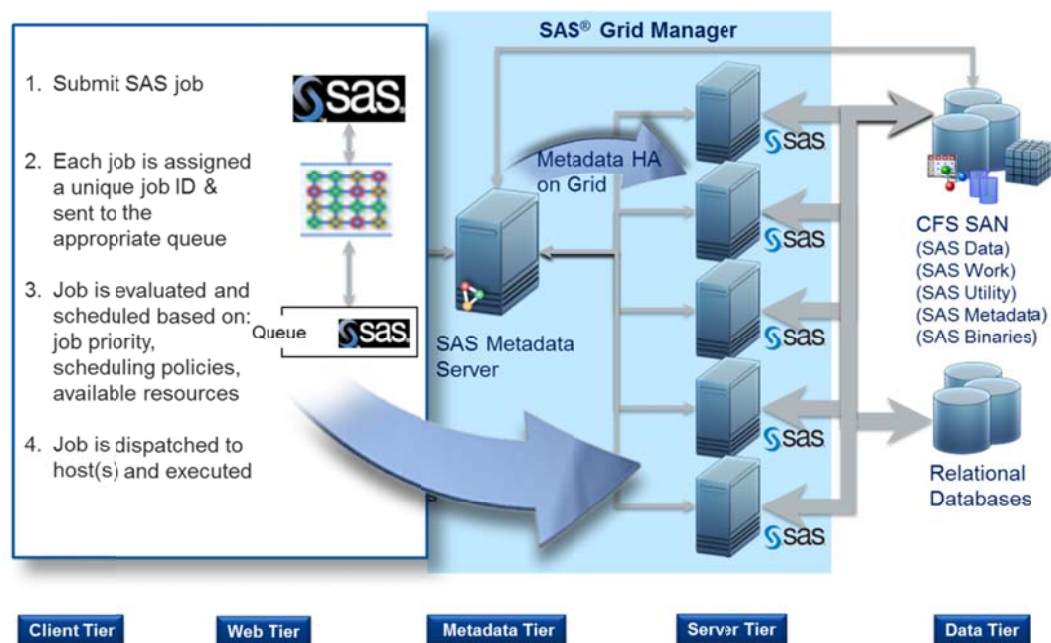 SAS® Grid Manager
1. Submit SAS job
sas
2. Each job is assigned
a unique job ID &
sent to the
appropriate queue
3. Job is evaluated and
scheduled based on:
job priority,
scheduling policies,
available resources
Queue
sas
4. Job is dispatched to
host(s) and executed
Metadata HA
on Grid
SAS Metadata
Server
sas
sas
sas
sas
sas
CFS SAN
(SAS Data)
(SAS Work)
(SAS Utility)
(SAS Metadata)
(SAS Binaries)
Relational
Databases
Client Tier
Web Tier
Metadata Tier
Server Tier
Data Tier